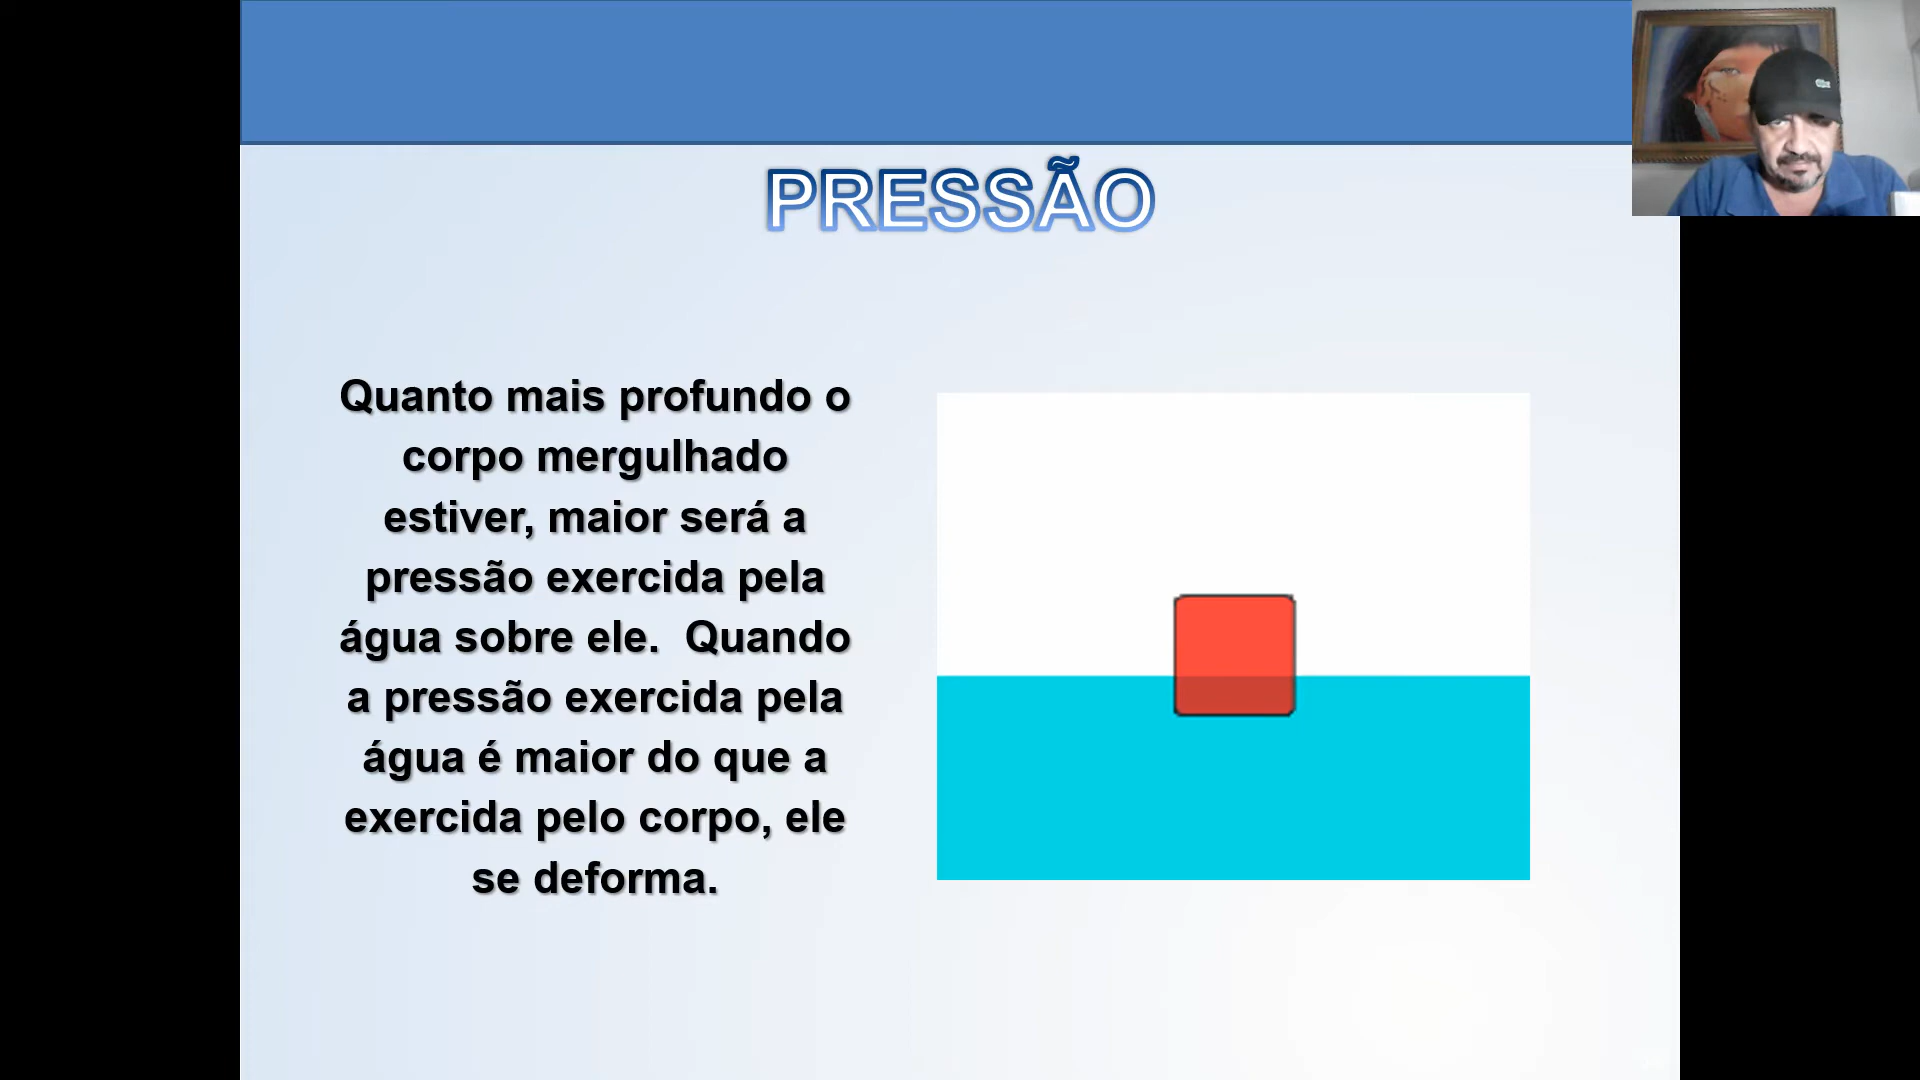 PRESSÃO
Quanto mais profundo o
corpo mergulhado
estiver, maior será a
pressão exercida pela
água sobre ele.  Quando
a pressão exercida pela
água é maior do que a
exercida pelo corpo, ele
se deforma.